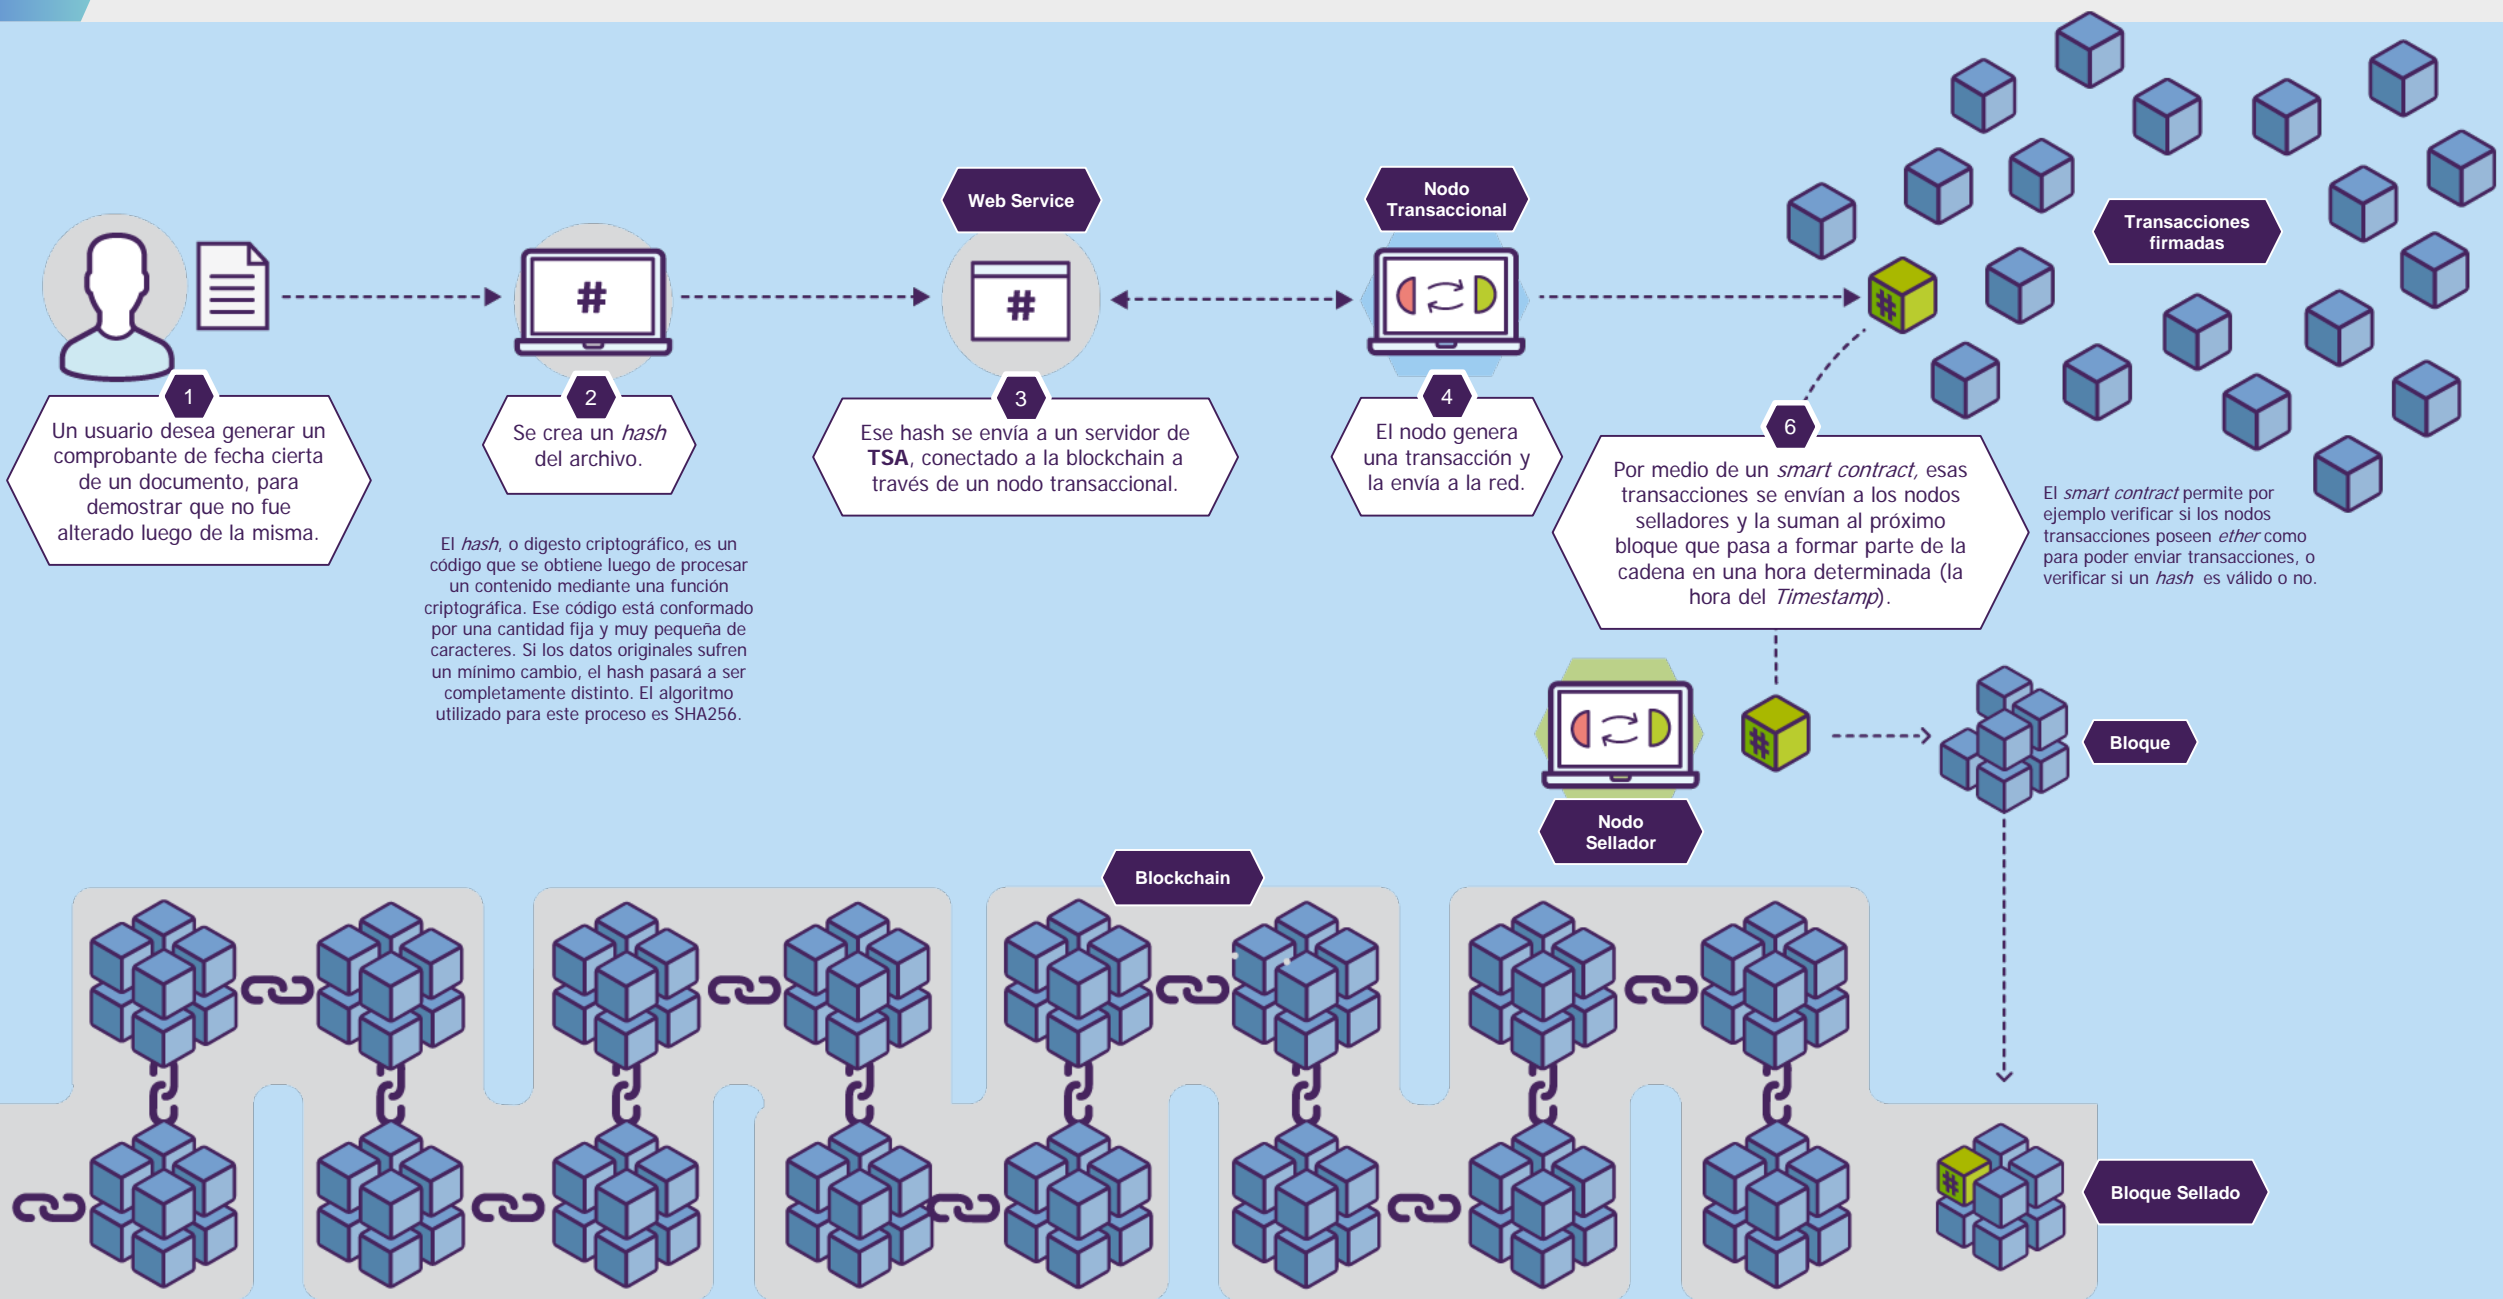 Web Service
Nodo
Transaccional
Transacciones
firmadas
1
Un usuario desea generar un
comprobante de fecha cierta
de un documento, para
demostrar que no fue
alterado luego de la misma.
#
2
Se crea un hash
del archivo.
El hash, o digesto criptográfico, es un
código que se obtiene luego de procesar
un contenido mediante una función
criptográfica. Ese código está conformado
por una cantidad fija y muy pequeña de
caracteres. Si los datos originales sufren
un mínimo cambio, el hash pasará a ser
completamente distinto. El algoritmo
utilizado para este proceso es SHA256.
#
3
Ese hash se envía a un servidor de
TSA, conectado a la blockchain a
través de un nodo transaccional.
4
El nodo genera
una transacción y
la envía a la red.
#
6
Por medio de un smart contract, esas
transacciones se envían a los nodos
selladores y la suman al próximo
bloque que pasa a formar parte de la
cadena en una hora determinada (la
hora del Timestamp).
El smart contract permite por
ejemplo verificar si los nodos
transacciones poseen ether como
para poder enviar transacciones, o
verificar si un hash es válido o no.
#
Bloque
Nodo
Sellador
Blockchain
#
Bloque Sellado